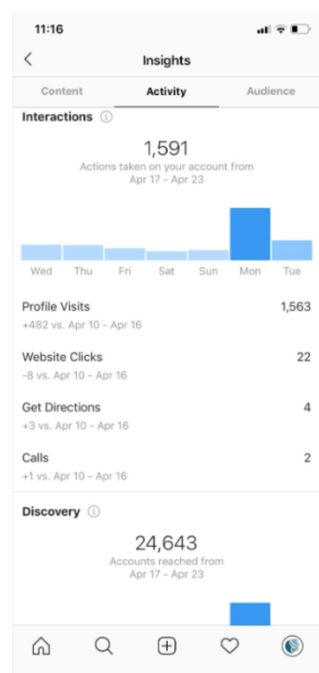 11:16
Insights
Content Activity Audience
Interactions
1,591
Actions taken on your account from
Apr 17 - Apr 23
Wed Thu Fri Sat Sun Mon Tue
Profile Visits 1,563
+482 vs. Apr 10 - Apr 16
Website Clicks 22
-8 vs. Apr 10 - Apr 16
Get Directions 4
+3 vs. Apr 10 - Apr 16
Calls 2
+1 vs. Apr 10 - Apr 16
Discovery
24,643
Accounts reached from
Apr 17 - Apr 23